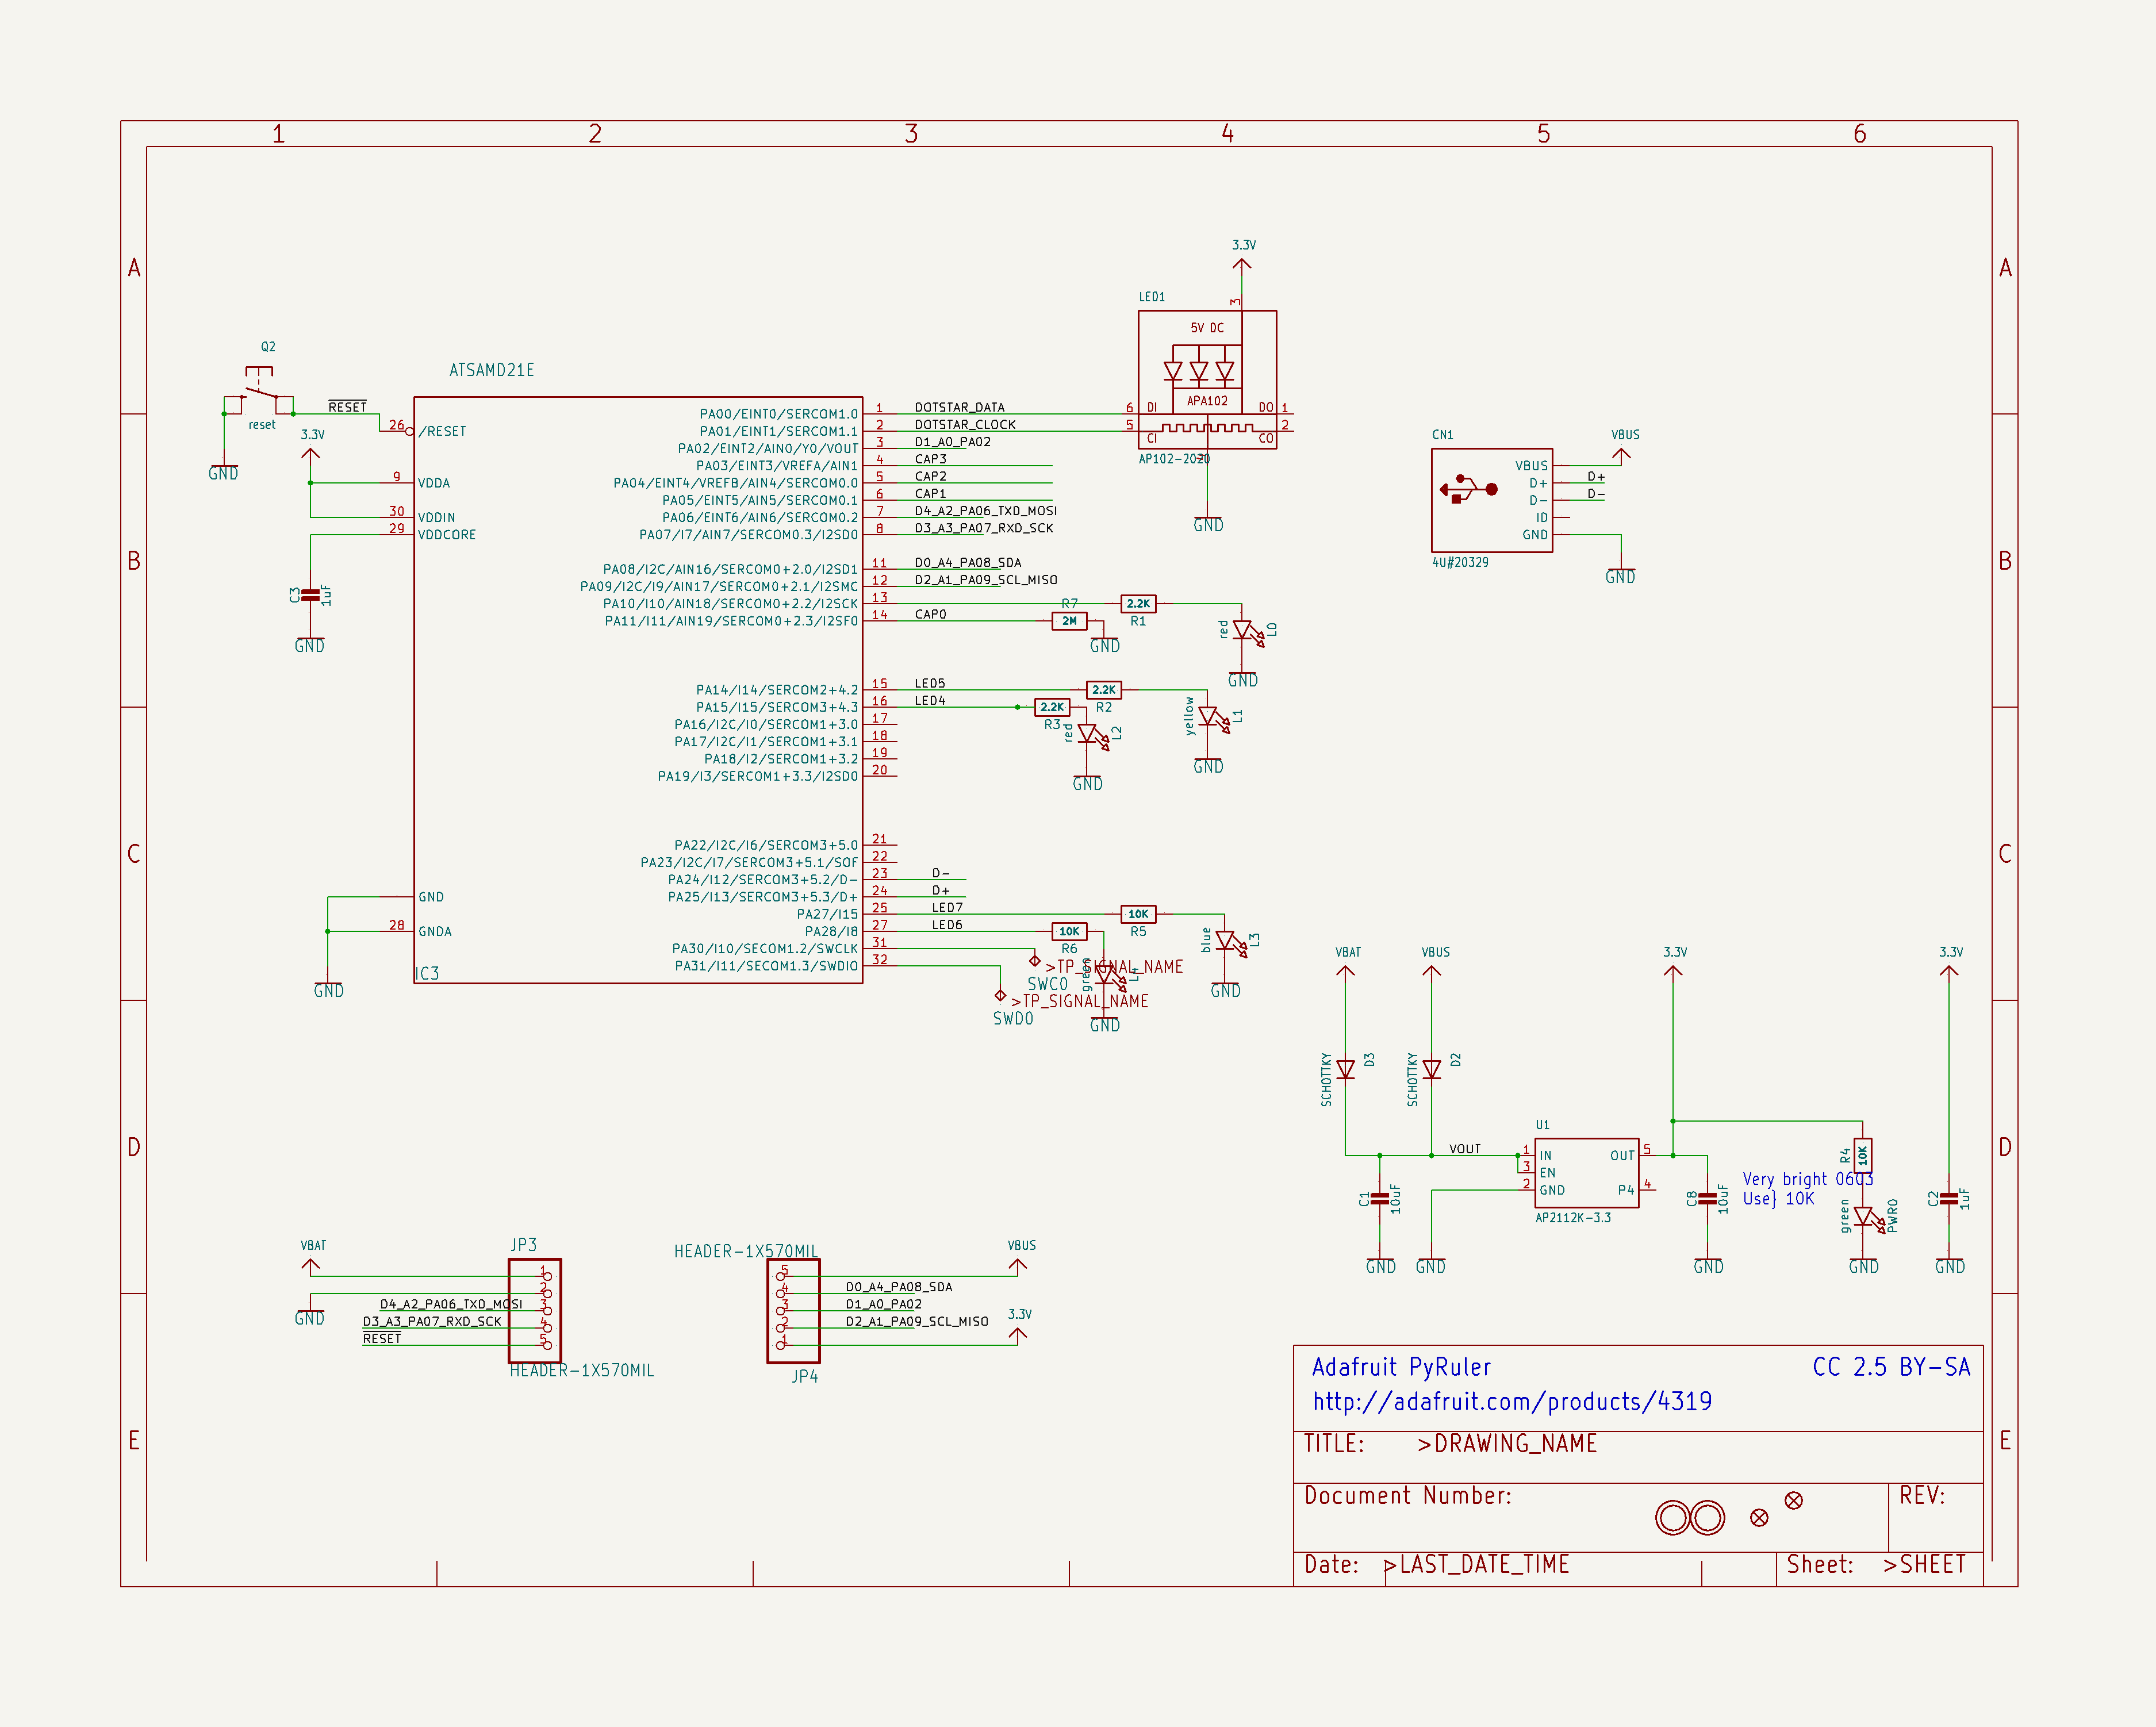 1 2 3 4 5 6
A A
3.3V
LED1
3
5V DC
APA102
6 DI DO 1
5 CI CO 2
AP102-2020
GND
Q2
reset
RESET
GND
3.3V
ATSAMD21E
26 /RESET
9 VDDA
30 VDDIN
29 VDDCORE
C3
1uF
GND
GND
28 GNDA
GND
IC3
PA00/EINT0/SERCOM1.0 1 DOTSTAR_DATA
PA01/EINT1/SERCOM1.1 2 DOTSTAR_CLOCK
PA02/EINT2/AIN0/Y0/VOUT 3 D1_A0_PA02
PA03/EINT3/VREFA/AIN1 4 CAP3
PA04/EINT4/VREFB/AIN4/SERCOM0.0 5 CAP2
PA05/EINT5/AIN5/SERCOM0.1 6 CAP1
PA06/EINT6/AIN6/SERCOM0.2 7 D4_A2_PA06_TXD_MOSI
PA07/I7/AIN7/SERCOM0.3/I2SD0 8 D3_A3_PA07_RXD_SCK
PA08/I2C/AIN16/SERCOM0+2.0/I2SD1 11 D0_A4_PA08_SDA
PA09/I2C/I9/AIN17/SERCOM0+2.1/I2SMC 12 D2_A1_PA09_SCL_MISO
PA10/I10/AIN18/SERCOM0+2.2/I2SCK 13
PA11/I11/AIN19/SERCOM0+2.3/I2SF0 14 CAP0
R7
2M
GND
2.2K
R1
red
L0
GND
PA14/I14/SERCOM2+4.2 15 LED5
PA15/I15/SERCOM3+4.3 16 LED4
PA16/I2C/I0/SERCOM1+3.0 17
PA17/I2C/I1/SERCOM1+3.1 18
PA18/I2/SERCOM1+3.2 19
PA19/I3/SERCOM1+3.3/I2SD0 20
2.2K
R2
2.2K
R3
red
L2
GND
yellow
L1
GND
PA22/I2C/I6/SERCOM3+5.0 21
PA23/I2C/I7/SERCOM3+5.1/SOF 22
PA24/I12/SERCOM3+5.2/D- 23 D-
PA25/I13/SERCOM3+5.3/D+ 24 D+
PA27/I15 25 LED7
PA28/I8 27 LED6
PA30/I10/SECOM1.2/SWCLK 31
PA31/I11/SECOM1.3/SWDIO 32
10K
R5
10K
R6
blue
L3
GND
>TP_SIGNAL_NAME
SWC0
green
>TP_SIGNAL_NAME
SWD0
GND
B B
CN1
VBUS
D+
D-
ID
GND
4U#20329
VBUS
D+
D-
GND
C C
VBAT VBUS 3.3V 3.3V
SCHOTTKY
D3
SCHOTTKY
D2
D D
VOUT
U1
1 IN OUT 5
3 EN
2 GND P4 4
AP2112K-3.3
C1
10uF
C8
10uF
R4
10K
Very bright 0603
Use} 10K
green
PWR0
C2
1uF
GND GND GND GND GND
VBAT
GND
D4_A2_PA06_TXD_MOSI
D3_A3_PA07_RXD_SCK
RESET
JP3
1
2
3
4
5
HEADER-1X570MIL
HEADER-1X570MIL
5
4
3
2
1
JP4
VBUS
D0_A4_PA08_SDA
D1_A0_PA02
D2_A1_PA09_SCL_MISO
3.3V
E E
Adafruit PyRuler CC 2.5 BY-SA
http://adafruit.com/products/4319
TITLE: >DRAWING_NAME
Document Number: REV:
Date: >LAST_DATE_TIME Sheet: >SHEET